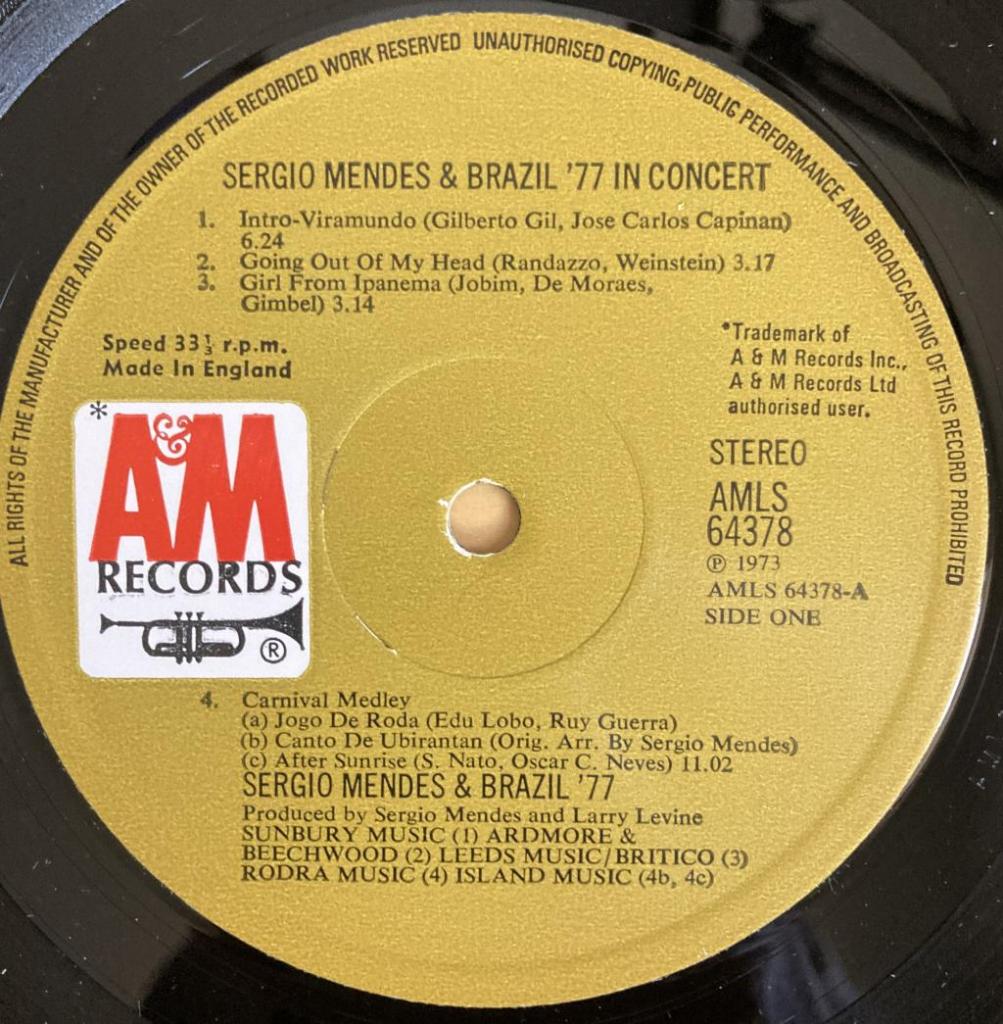 ALL RIGHTS OF THE MANUFACTURER AND OF THE OWNER OF THE RECORDED WORK RESERVED UNAUTHORISED COPYING, PUBLIC PERFORMANCE AND BROADCASTING OF THIS RECORD PROHIBITED
SERGIO MENDES & BRAZIL '77 IN CONCERT
1. Intro-Viramundo (Gilberto Gil, Jose Carlos Capinan)
6.24
2. Going Out Of My Head (Randazzo, Weinstein) 3.17
3. Girl From Ipanema (Jobim, De Moraes,
Gimbel) 3.14
Speed 33⅓ r.p.m.
Made In England
*Trademark of
A & M Records Inc.,
A & M Records Ltd
authorised user.
*
A&M
RECORDS
®
STEREO
AMLS
64378
℗ 1973
AMLS 64378-A
SIDE ONE
4. Carnival Medley
(a) Jogo De Roda (Edu Lobo, Ruy Guerra)
(b) Canto De Ubirantan (Orig. Arr. By Sergio Mendes)
(c) After Sunrise (S. Nato, Oscar C. Neves) 11.02
SERGIO MENDES & BRAZIL '77
Produced by Sergio Mendes and Larry Levine
SUNBURY MUSIC (1) ARDMORE &
BEECHWOOD (2) LEEDS MUSIC/BRITICO (3)
RODRA MUSIC (4) ISLAND MUSIC (4b, 4c)